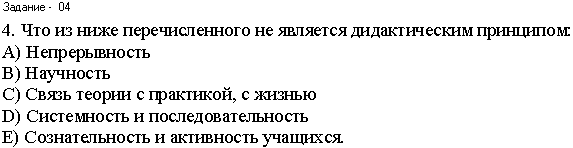 Задание - 04
4. Что из ниже перечисленного не является дидактическим принципом:
A) Непрерывность
B) Научность
C) Связь теории с практикой, с жизнью
D) Системность и последовательность
E) Сознательность и активность учащихся.